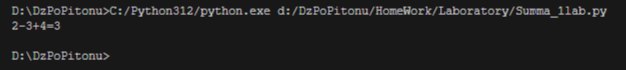 D:\DzPoPitonu>C:/Python312/python.exe d:/DzPoPitonu/HomeWork/Laboratory/Summa_1lab.py
2-3+4=3
D:\DzPoPitonu>